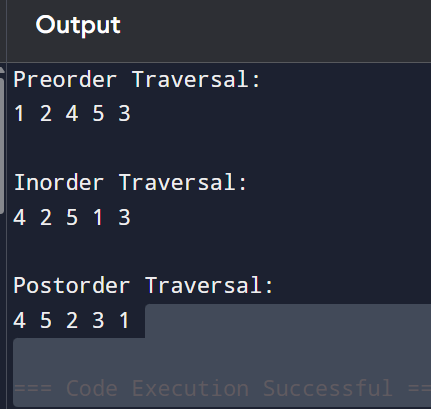 Output
Preorder Traversal:
1 2 4 5 3
Inorder Traversal:
4 2 5 1 3
Postorder Traversal:
4 5 2 3 1
=== Code Execution Successful ==